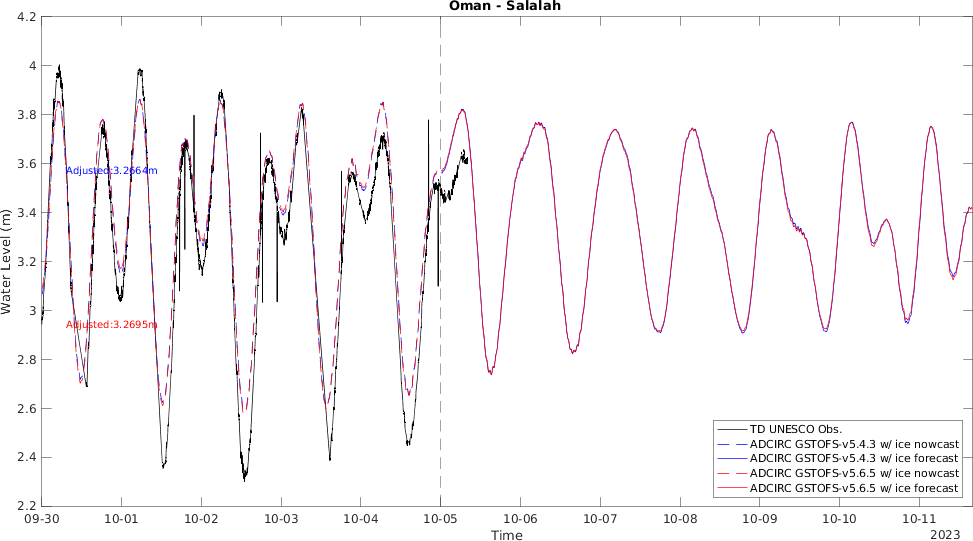 Oman - Salalah
4.2
4
3.8
3.6
3.4
3.2
3
2.8
2.6
2.4
2.2
Water Level (m)
Adjusted:3.2664m
Adjusted:3.2695m
TD UNESCO Obs.
ADCIRC GSTOFS-v5.4.3 w/ ice nowcast
ADCIRC GSTOFS-v5.4.3 w/ ice forecast
ADCIRC GSTOFS-v5.6.5 w/ ice nowcast
ADCIRC GSTOFS-v5.6.5 w/ ice forecast
09-30 10-01 10-02 10-03 10-04 10-05 10-06 10-07 10-08 10-09 10-10 10-11
Time
2023